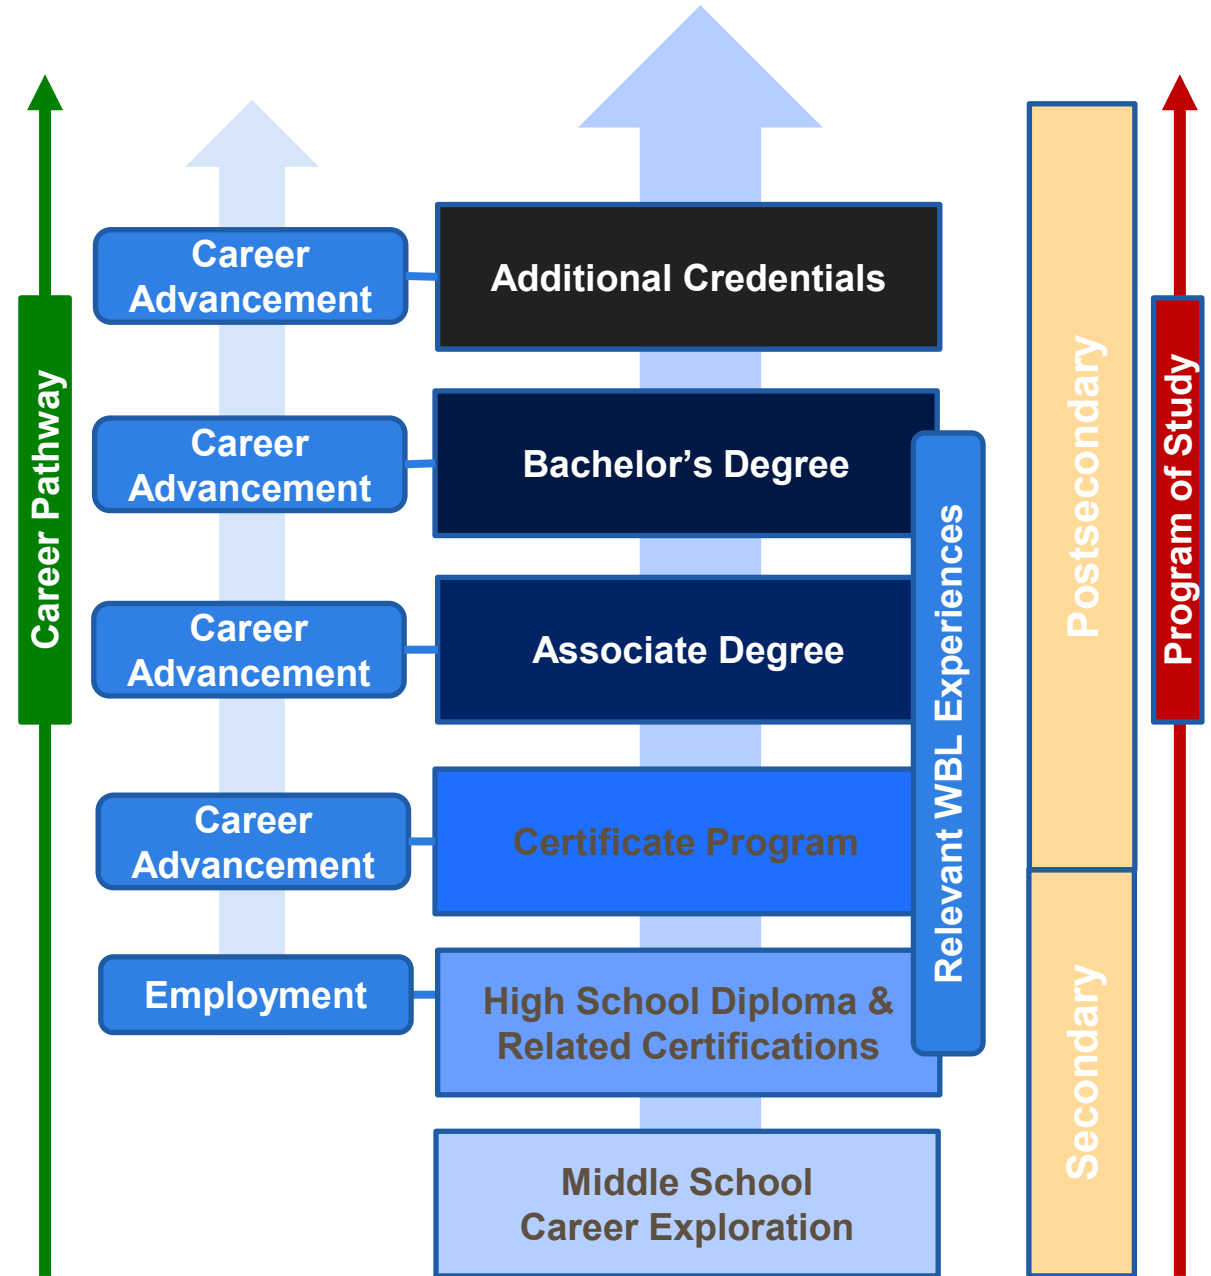 Career Pathway
Career
Advancement
Additional Credentials
Career
Advancement
Bachelor’s Degree
Career
Advancement
Associate Degree
Career
Advancement
Certificate Program
Employment
High School Diploma &
Related Certifications
Middle School
Career Exploration
Relevant WBL Experiences
Postsecondary
Secondary
Program of Study